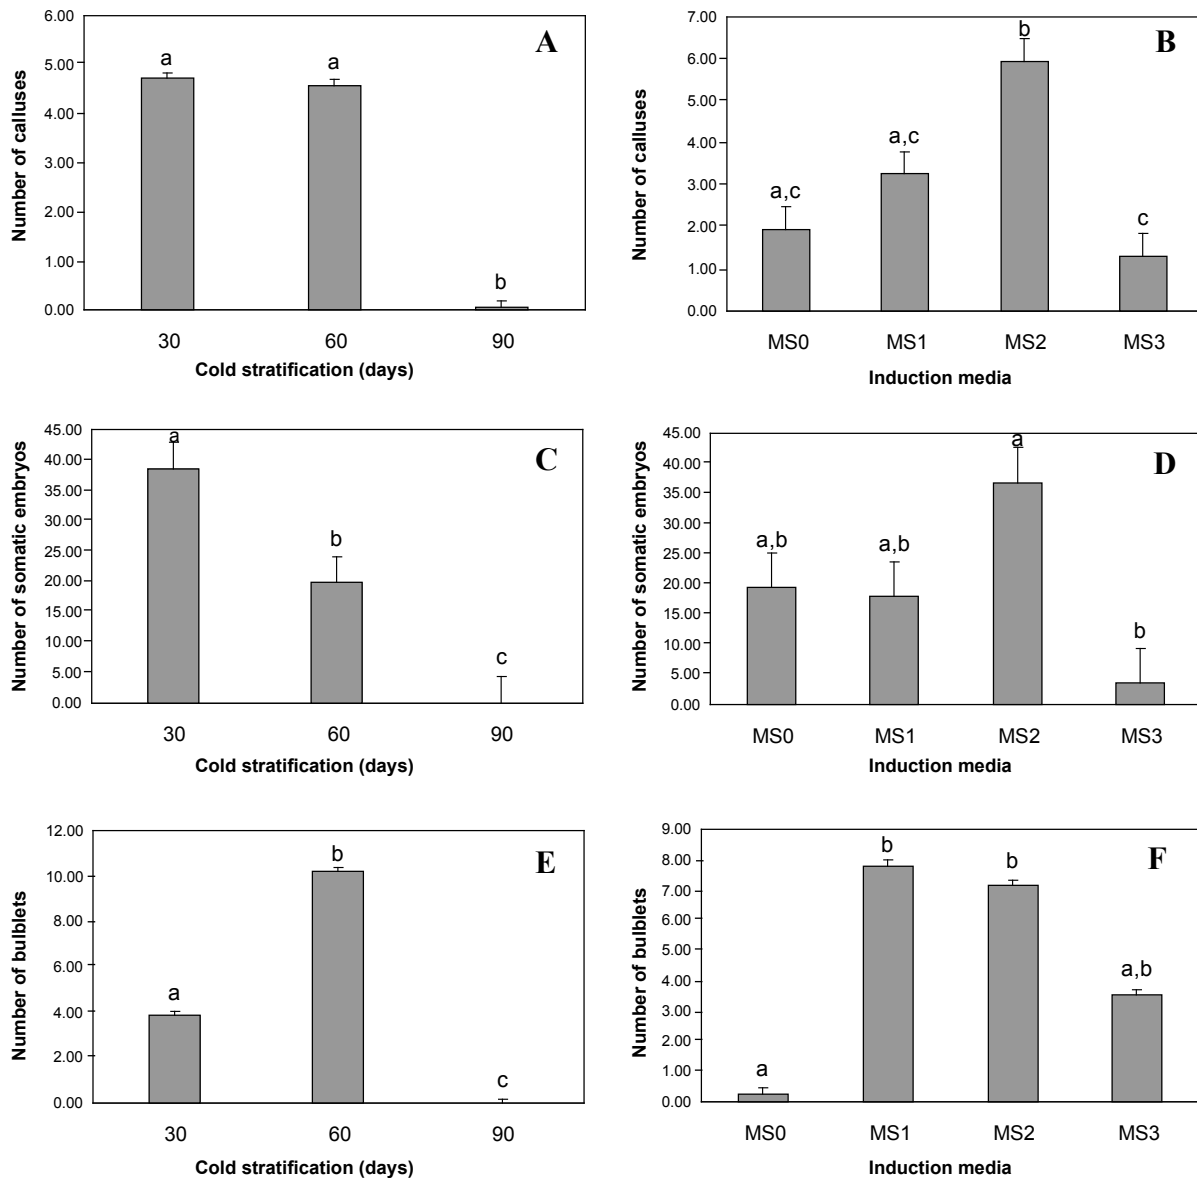 A
Number of calluses
6.00
5.00
4.00
3.00
2.00
1.00
0.00
a
a
b
30 60 90
Cold stratification (days)
B
Number of calluses
7.00
6.00
5.00
4.00
3.00
2.00
1.00
0.00
a,c
a,c
b
c
MS0 MS1 MS2 MS3
Induction media
C
Number of somatic embryos
45.00
40.00
35.00
30.00
25.00
20.00
15.00
10.00
5.00
0.00
a
b
c
30 60 90
Cold stratification (days)
D
Number of somatic embryos
45.00
40.00
35.00
30.00
25.00
20.00
15.00
10.00
5.00
0.00
a,b
a,b
a
b
MS0 MS1 MS2 MS3
Induction media
E
Number of bulblets
12.00
10.00
8.00
6.00
4.00
2.00
0.00
a
b
c
30 60 90
Cold stratification (days)
F
Number of bulblets
9.00
8.00
7.00
6.00
5.00
4.00
3.00
2.00
1.00
0.00
a
b
b
a,b
MS0 MS1 MS2 MS3
Induction media